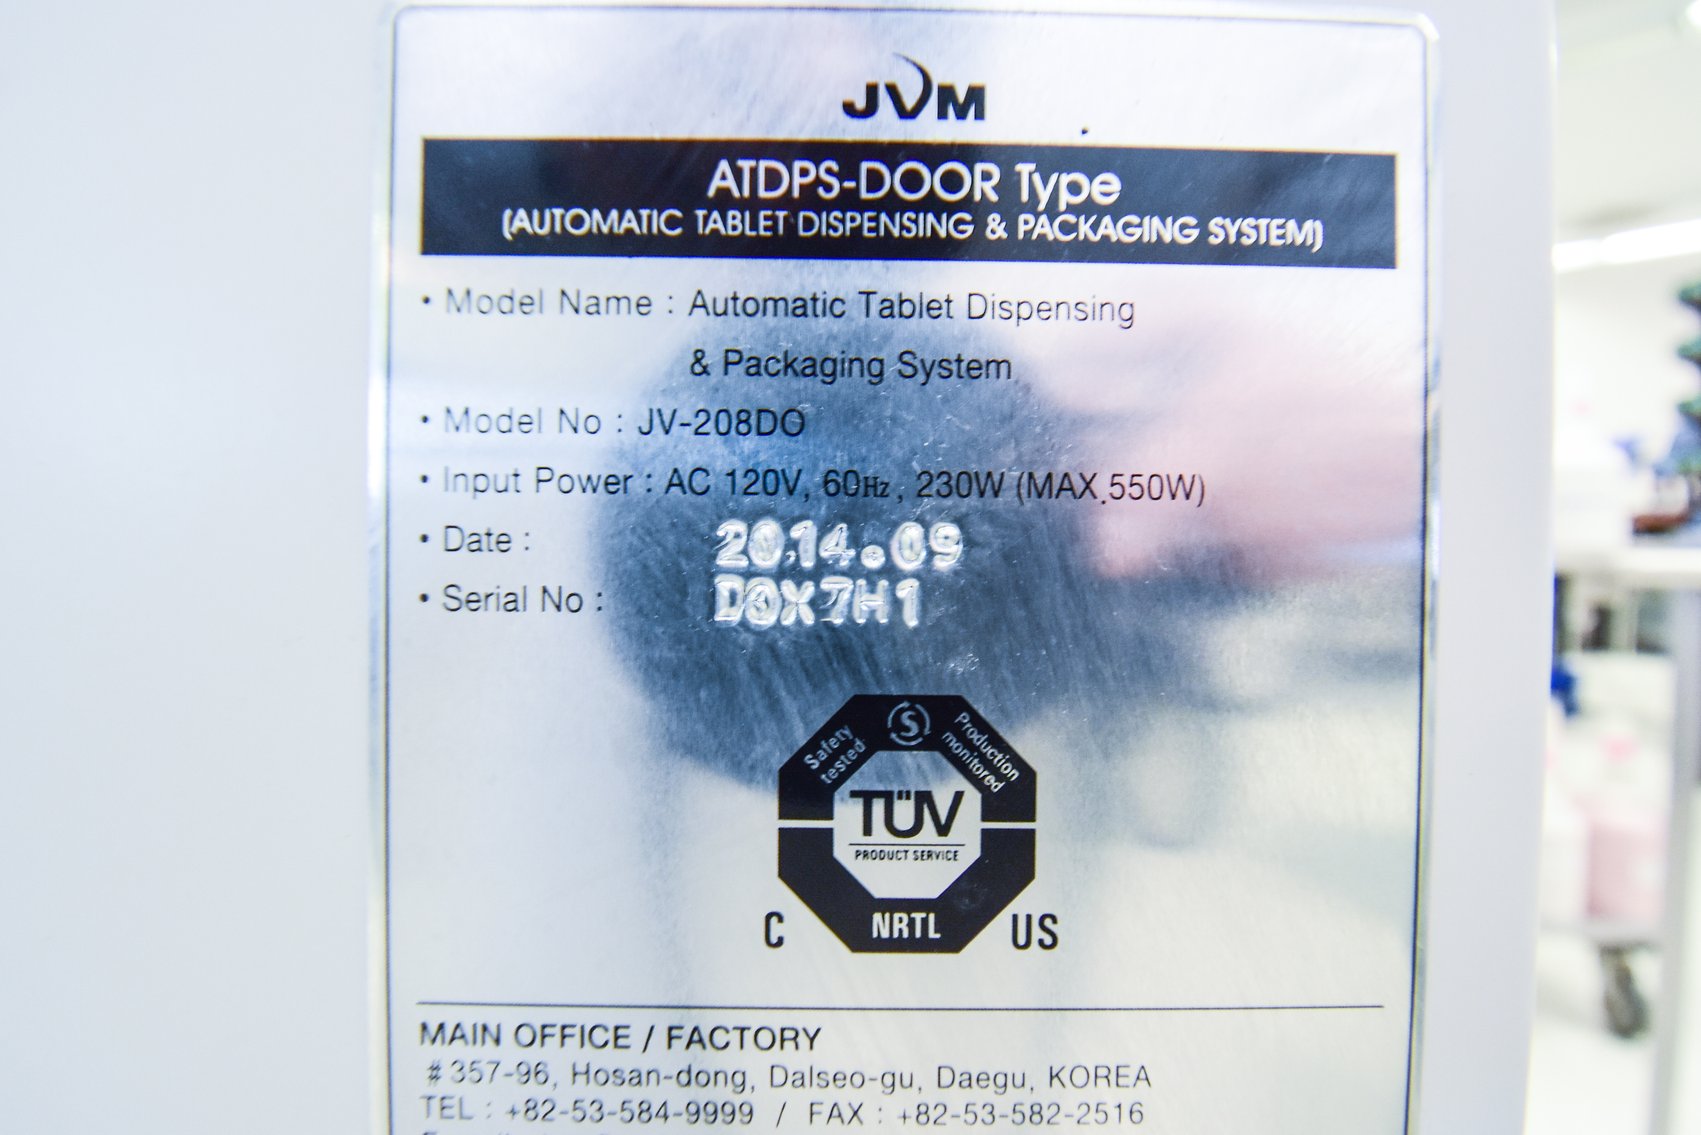 JVM
ATDPS-DOOR Type
(AUTOMATIC TABLET DISPENSING & PACKAGING SYSTEM)
• Model Name : Automatic Tablet Dispensing
& Packaging System
• Model No : JV-208DO
• Input Power : AC 120V, 60Hz , 230W (MAX.550W)
• Date : 2014.09
• Serial No : D0X7H1
S
Safety tested
Production monitored
TÜV
PRODUCT SERVICE
C NRTL US
MAIN OFFICE / FACTORY
#357-96, Hosan-dong, Dalseo-gu, Daegu, KOREA
TEL : +82-53-584-9999 / FAX : +82-53-582-2516